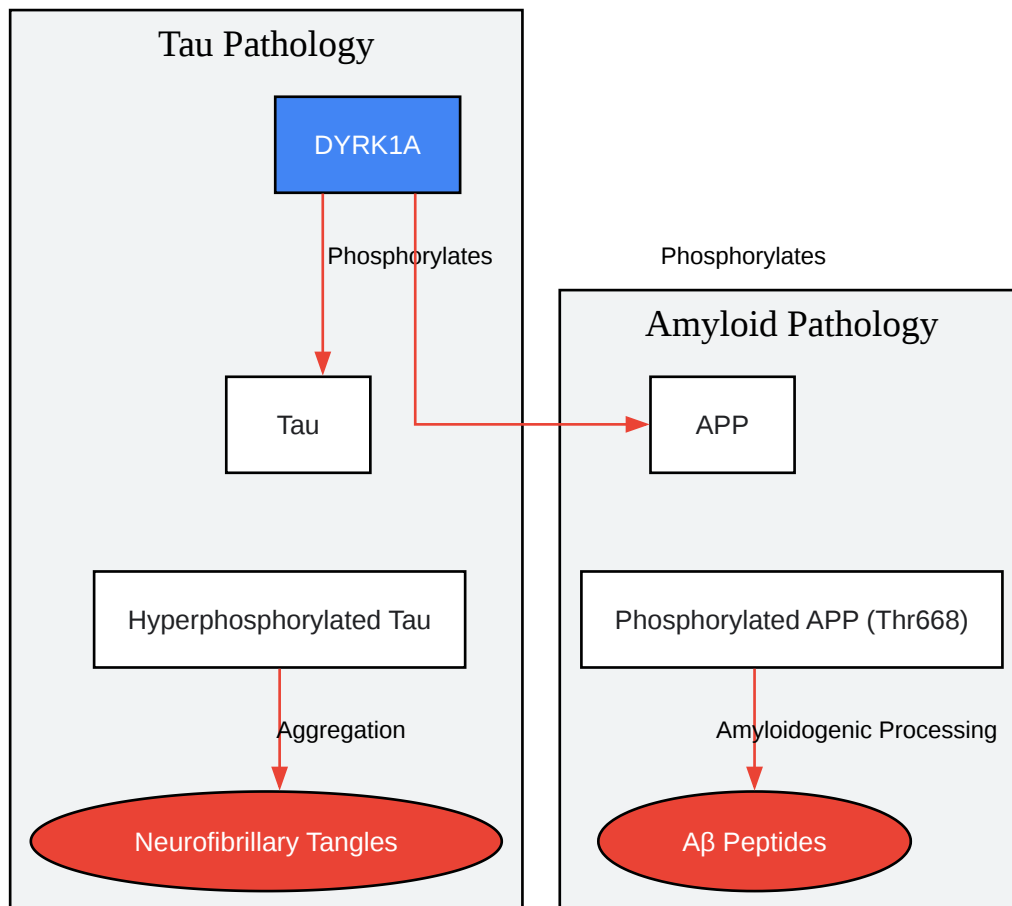 Tau Pathology
DYRK1A
Phosphorylates
Phosphorylates
Amyloid Pathology
Tau
APP
Hyperphosphorylated Tau
Phosphorylated APP (Thr668)
Aggregation
Amyloidogenic Processing
Neurofibrillary Tangles
Aβ Peptides